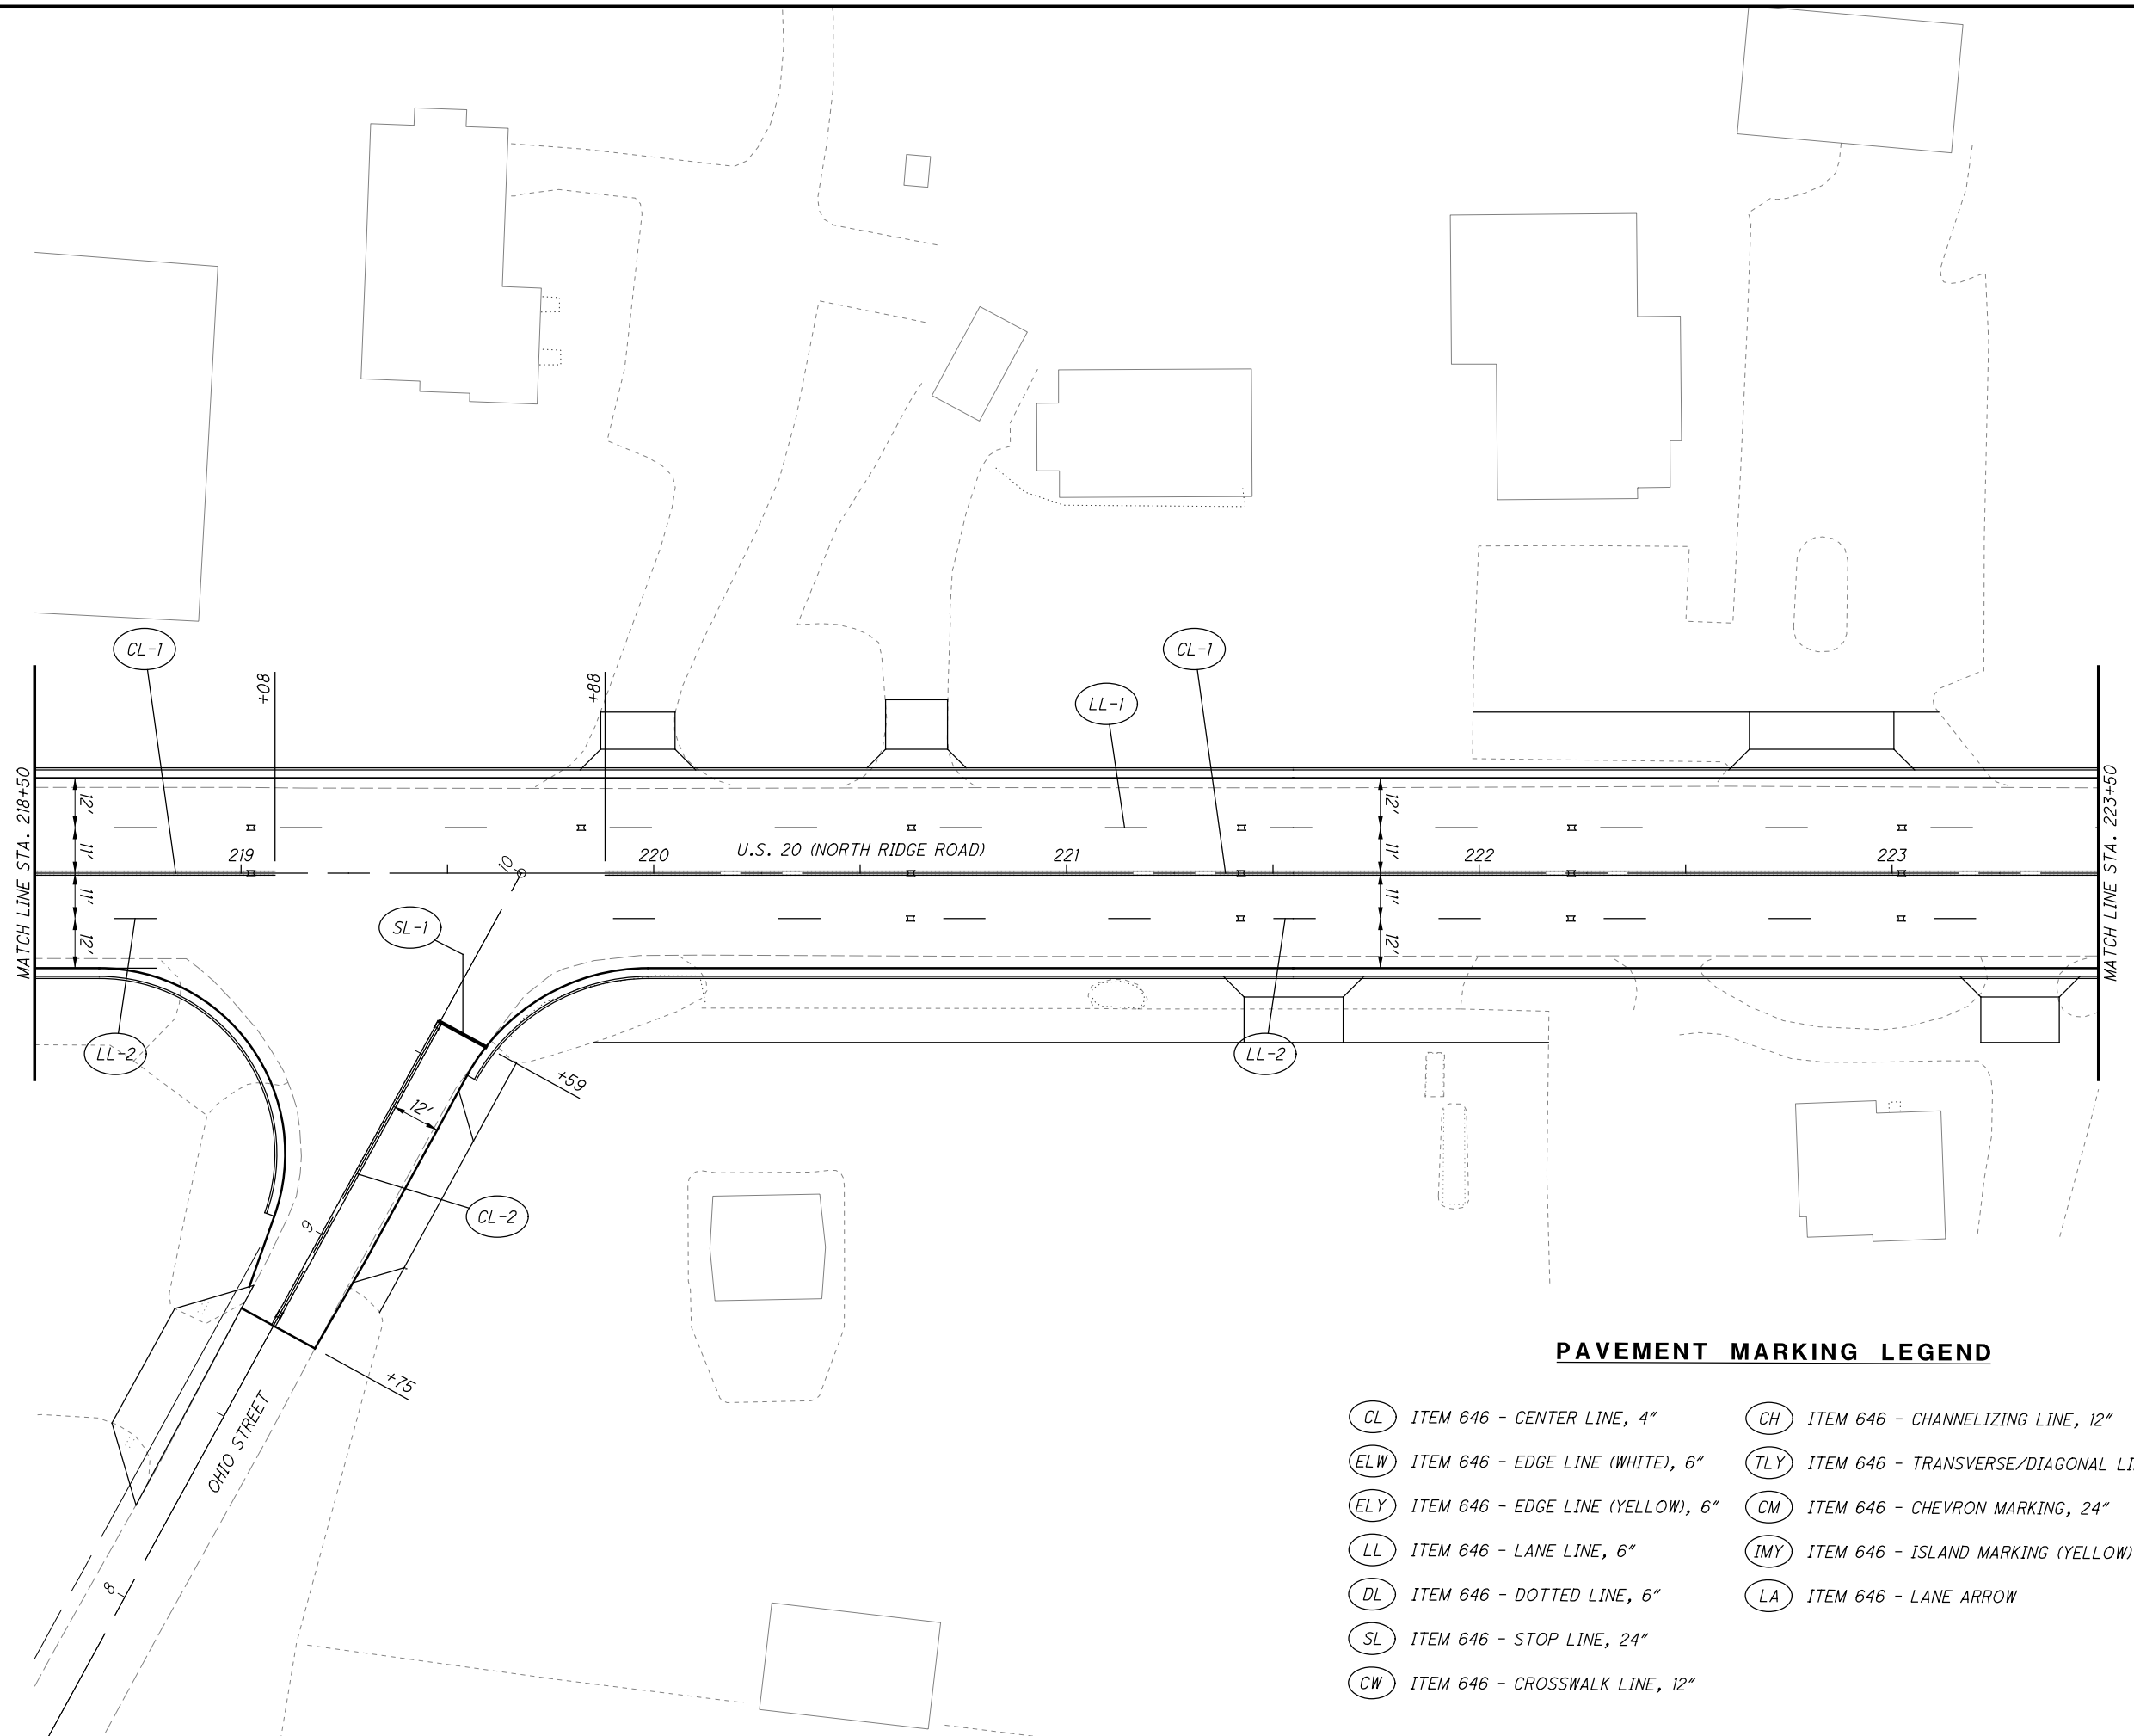 CL-1
CL-1
+08
+88
LL-1
MATCH LINE STA. 218+50
MATCH LINE STA. 223+50
12'
11'
11'
12'
12'
11'
11'
12'
219
10
220
U.S. 20 (NORTH RIDGE ROAD)
221
222
223
SL-1
LL-2
LL-2
+59
12'
CL-2
9
+75
OHIO STREET
8
PAVEMENT MARKING LEGEND
CL ITEM 646 - CENTER LINE, 4"
ELW ITEM 646 - EDGE LINE (WHITE), 6"
ELY ITEM 646 - EDGE LINE (YELLOW), 6"
LL ITEM 646 - LANE LINE, 6"
DL ITEM 646 - DOTTED LINE, 6"
SL ITEM 646 - STOP LINE, 24"
CW ITEM 646 - CROSSWALK LINE, 12"
CH ITEM 646 - CHANNELIZING LINE, 12"
TLY ITEM 646 - TRANSVERSE/DIAGONAL
CM ITEM 646 - CHEVRON MARKING, 24"
IMY ITEM 646 - ISLAND MARKING (YELLOW)
LA ITEM 646 - LANE ARROW